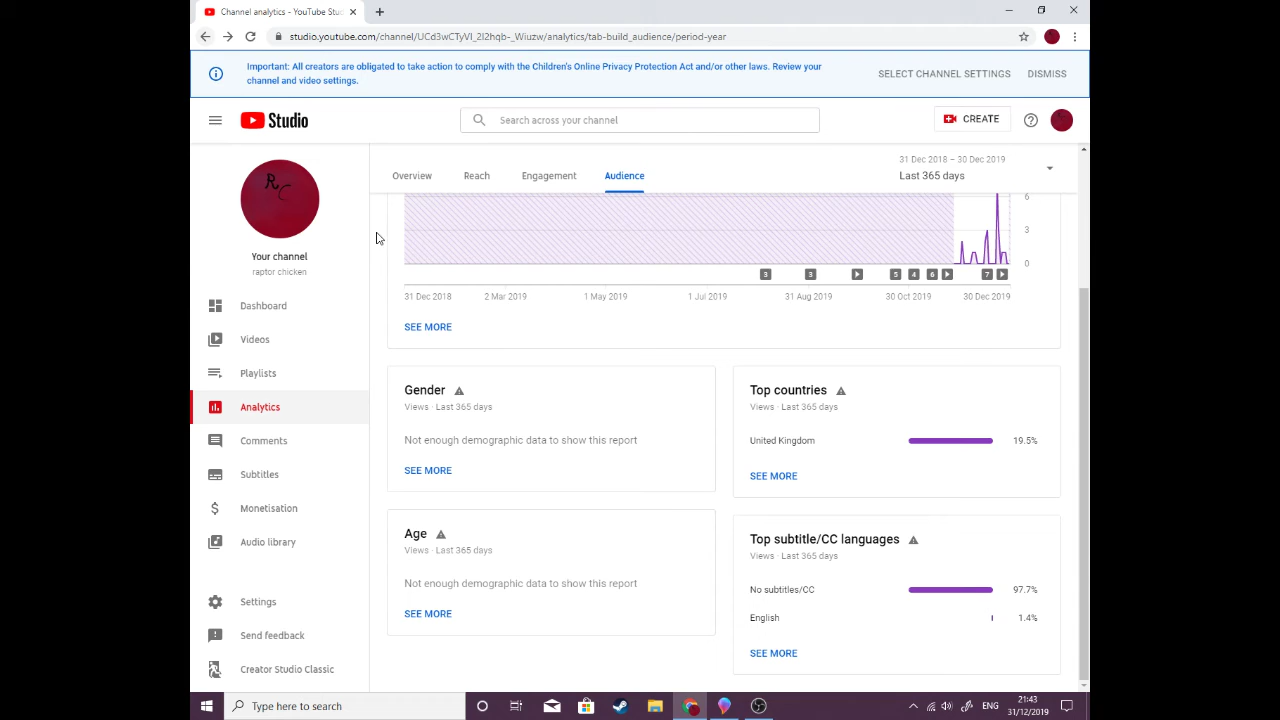 Channel analytics - YouTube Stu
studio.youtube.com/channel/UCd3wCTyVl_2I2hqb-_Wiuzw/analytics/tab-build_audience/period-year
Important: All creators are obligated to take action to comply with the Children's Online Privacy Protection Act and/or other laws. Review your
channel and video settings.
SELECT CHANNEL SETTINGS
DISMISS
Studio
Search across your channel
CREATE
RC
Your channel
raptor chicken
Dashboard
Videos
Playlists
Analytics
Comments
Subtitles
Monetisation
Audio library
Settings
Send feedback
Creator Studio Classic
Overview Reach Engagement Audience
31 Dec 2018 – 30 Dec 2019
Last 365 days
6
3
0
3 3 5 4 6 7
31 Dec 2018 2 Mar 2019 1 May 2019 1 Jul 2019 31 Aug 2019 30 Oct 2019 30 Dec 2019
SEE MORE
Gender
Views · Last 365 days
Not enough demographic data to show this report
SEE MORE
Age
Views · Last 365 days
Not enough demographic data to show this report
SEE MORE
Top countries
Views · Last 365 days
United Kingdom 19.5%
SEE MORE
Top subtitle/CC languages
Views · Last 365 days
No subtitles/CC 97.7%
English 1.4%
SEE MORE
Type here to search
ENG
21:43
31/12/2019